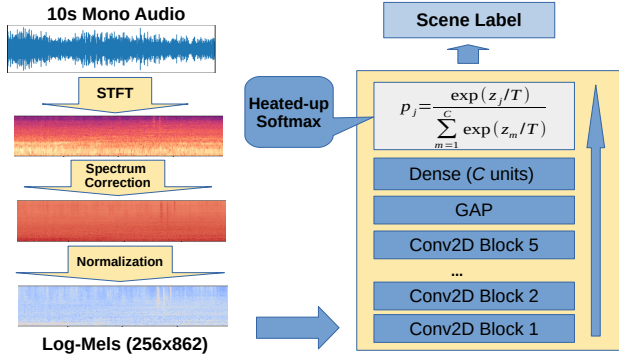 10s Mono Audio
STFT
Spectrum
Correction
Normalization
Log-Mels (256x862)
Scene Label
Heated-up
Softmax
p_j = exp(z_j/T) / ∑_{m=1}^{C} exp(z_m/T)
Dense (C units)
GAP
Conv2D Block 5
...
Conv2D Block 2
Conv2D Block 1